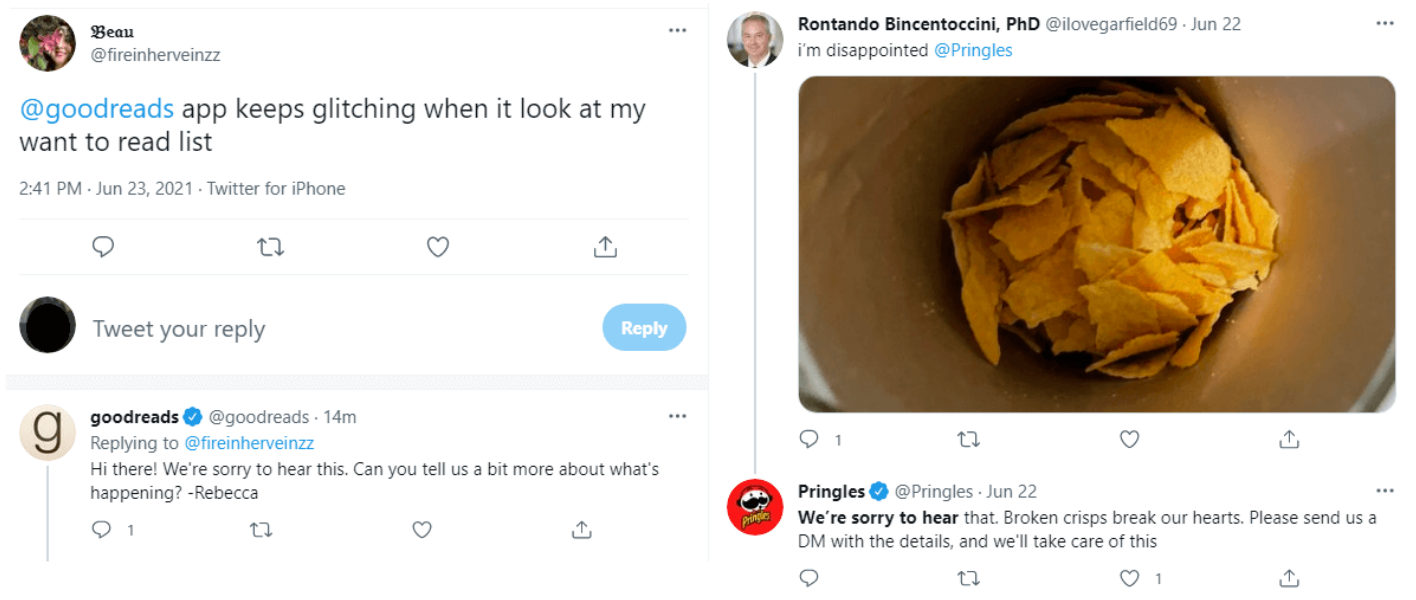 𝕭eau
@fireinherveinzz
@goodreads app keeps glitching when it look at my
want to read list
2:41 PM · Jun 23, 2021 · Twitter for iPhone
Tweet your reply
Reply
g
goodreads @goodreads · 14m
Replying to @fireinherveinzz
Hi there! We're sorry to hear this. Can you tell us a bit more about what's
happening? -Rebecca
1
Rontando Bincentoccini, PhD @ilovegarfield69 · Jun 22
i'm disappointed @Pringles
1
Pringles
Pringles @Pringles · Jun 22
We're sorry to hear that. Broken crisps break our hearts. Please send us a
DM with the details, and we'll take care of this
1